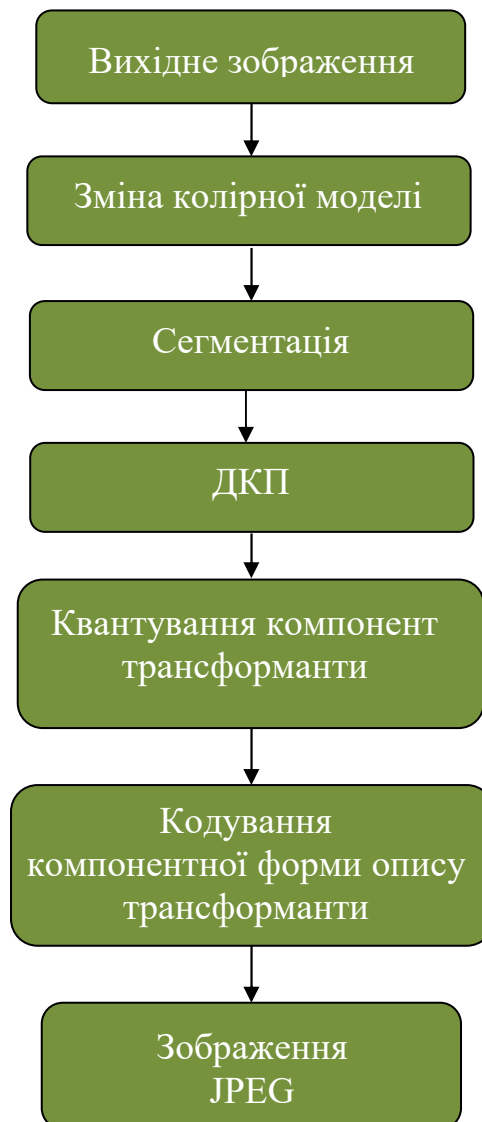 Вихідне зображення
Зміна колірної моделі
Сегментація
ДКП
Квантування компонент
трансформанти
Кодування
компонентної форми опису
трансформанти
Зображення
JPEG